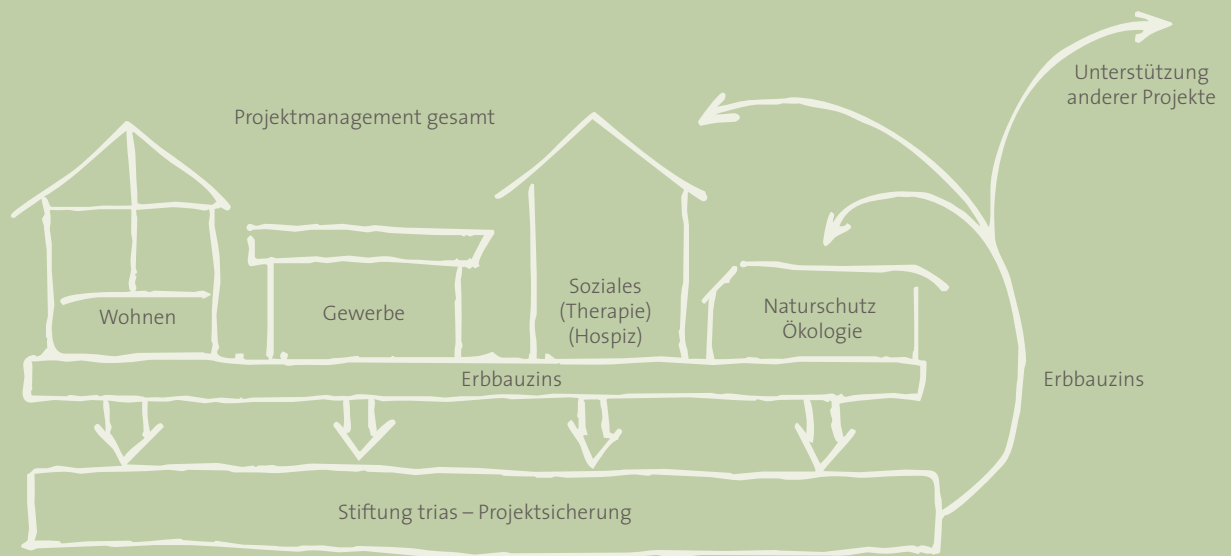 Unterstützung
anderer Projekte
Projektmanagement gesamt
Wohnen
Gewerbe
Soziales
(Therapie)
(Hospiz)
Naturschutz
Ökologie
Erbbauzins
Erbbauzins
Stiftung trias – Projektsicherung